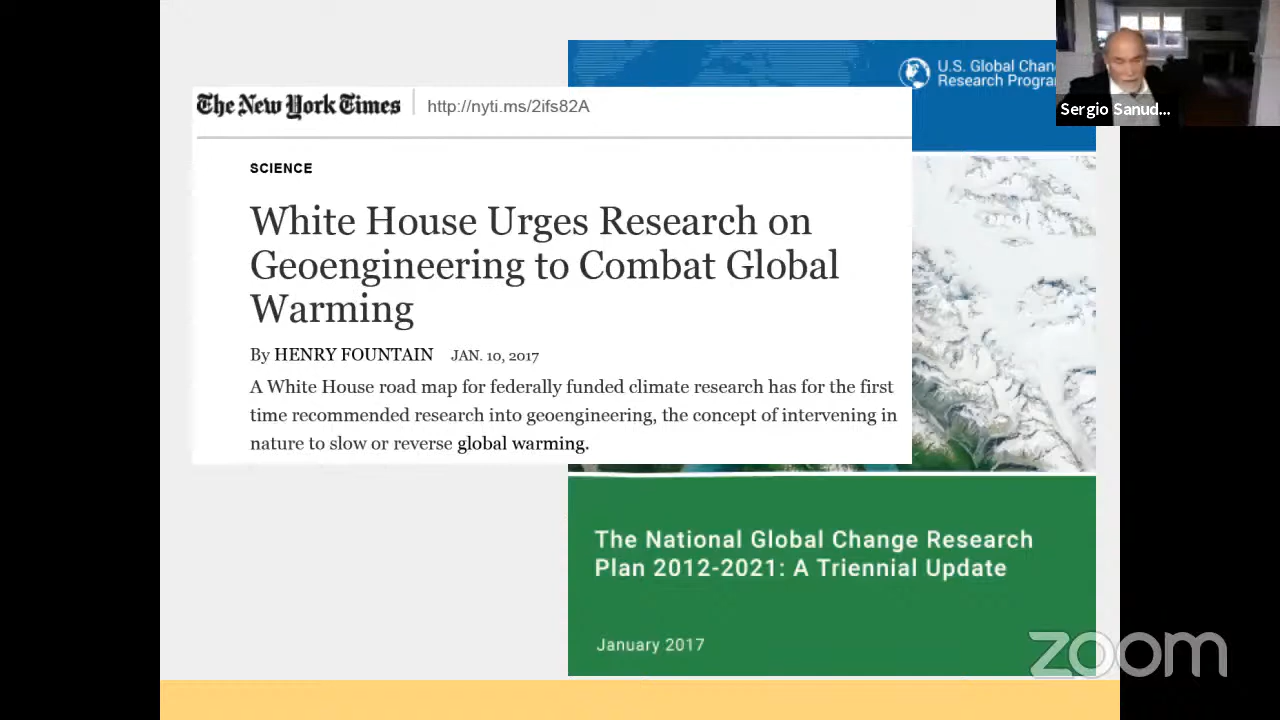 The New York Times
http://nyti.ms/2ifs82A
SCIENCE
White House Urges Research on
Geoengineering to Combat Global
Warming
By HENRY FOUNTAIN JAN. 10, 2017
A White House road map for federally funded climate research has for the first
time recommended research into geoengineering, the concept of intervening in
nature to slow or reverse global warming.
U.S. Global Chan
Research Progra
Sergio Sanud...
The National Global Change Research
Plan 2012-2021: A Triennial Update
January 2017
zoom